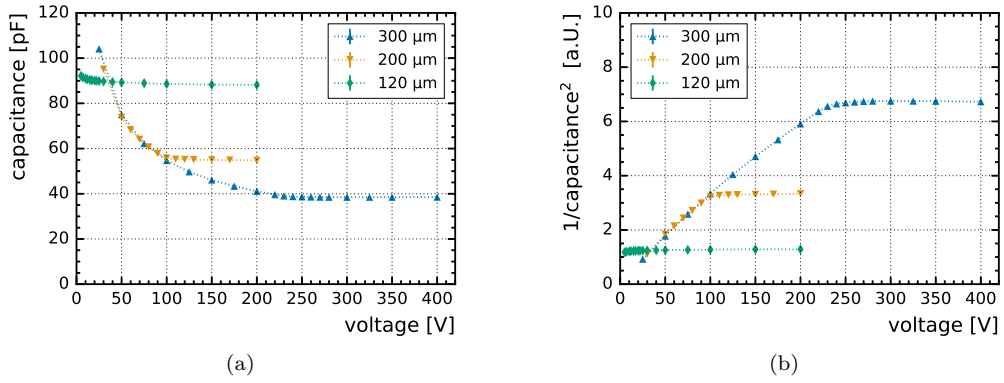 capacitance [pF]
120
100
80
60
40
20
0
0 50 100 150 200 250 300 350 400
voltage [V]
300 μm
200 μm
120 μm
(a)
1/capacitance² [a.U.]
10
8
6
4
2
0
0 50 100 150 200 250 300 350 400
voltage [V]
300 μm
200 μm
120 μm
(b)